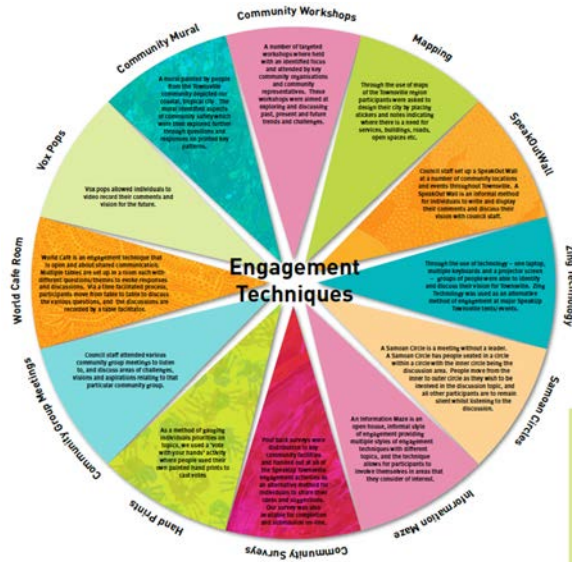 Community Workshops
A number of targeted
workshops where held
with an identified focus
and attended by key
community organisations
and community
representatives. These
workshops were aimed at
exploring and discussing
past, present and future
trends and challenges.
Mapping
Through the use of maps
of the Townsville region
participants were asked to
design their city by placing
stickers and notes indicating
where there is a need for
services, buildings, roads,
open spaces etc.
SpeakOutWall
Council staff set up a SpeakOut Wall
at a number of community locations
and events throughout Townsville. A
SpeakOut Wall is an informal method
for individuals to write and display
their comments and discuss their
vision with council staff.
Zing Technology
Through the use of technology – one laptop,
multiple keyboards and a projector screen
– groups of people were able to identify
and discuss their vision for Townsville. Zing
Technology was used as an alternative
method of engagement at major SpeakUp
Townsville tents/ events.
Samoan Circles
A Samoan Circle is a meeting without a leader.
A Samoan Circle has people seated in a circle
within a circle with the inner circle being the
discussion area. People move from the
inner to outer circle as they wish to be
involved in the discussion topic, and
all other participants are to remain
silent whilst listening to the
discussion.
Information Maze
An Information Maze is an
open house, informal style
of engagement providing
multiple styles of engagement
techniques with different
topics, and the technique
allows for participants to
involve themselves in areas that
they consider of interest.
Community Surveys
Post back surveys were
distributed to key
community facilities
and handed out at all
of the SpeakUp Townsville
engagement activities as
an alternative method for
individuals to share their
ideas and suggestions.
Our survey was also
available for completion
and submission on-line.
Hand Prints
As a method of gauging
individuals priorities on
topics, we used a "vote
with your hands" activity
where people used their
own painted hand prints to
cast votes
Community Group Meetings
Council staff attended various
community group meetings to listen
to, and discuss areas of challenges,
visions and aspirations relating to that
particular community group.
World Cafe Room
World Cafe is an engagement technique that
is open and about shared communication.
Multiple tables are set up in a room each with
different questions/themes to evoke responses
and discussions. Via a free facilitated process,
participants move from table to table to discuss
the various questions, and the discussions are
recorded by a table facilitator.
Vox Pops
Vox pops allowed individuals to
video record their comments and
vision for the future.
Community Mural
A mural painted by people
from the Townsville
community depicted our
coastal, tropical city. The
mural identified aspects
of community safety which
were then explored further
through questions and
responses on printed key
patterns.
Engagement
Techniques